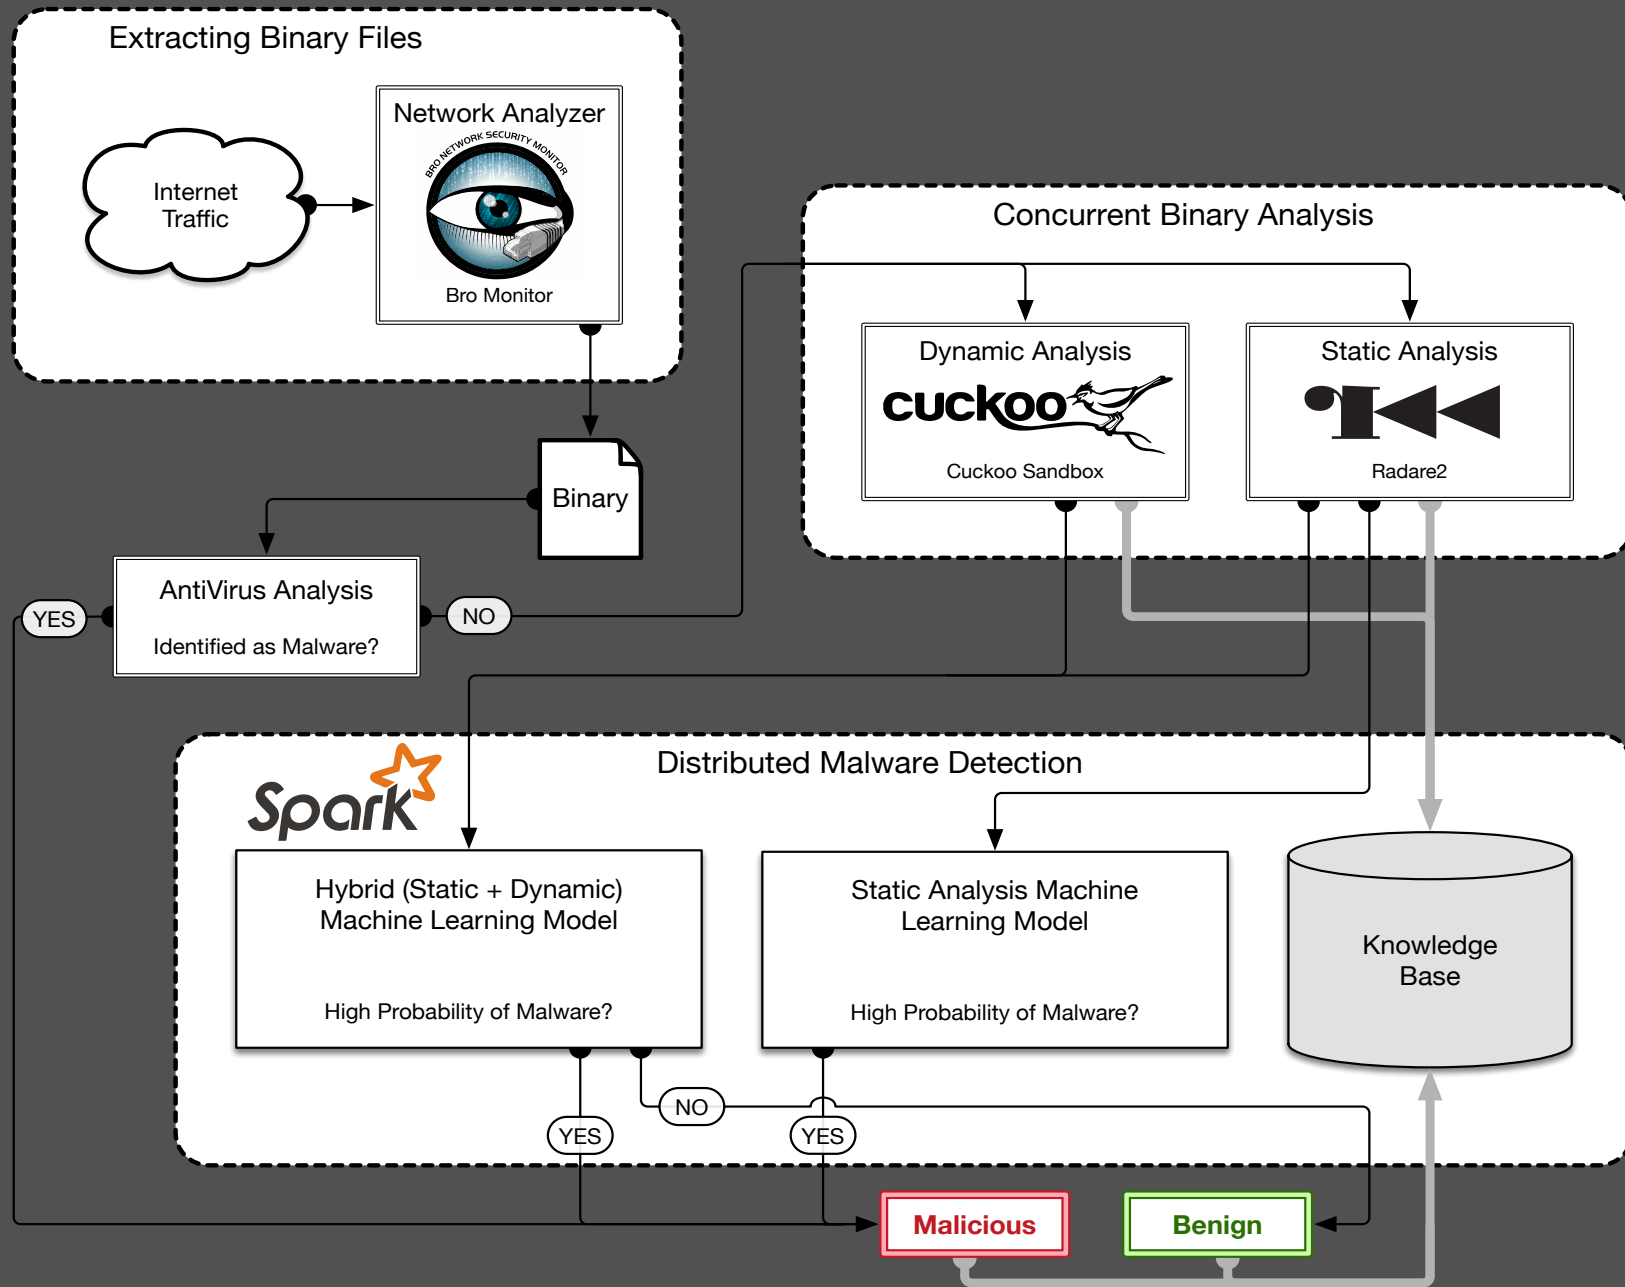 Extracting Binary Files
Network Analyzer
BRO NETWORK SECURITY MONITOR
Internet
Traffic
Bro Monitor
Concurrent Binary Analysis
Dynamic Analysis
cuckoo
Cuckoo Sandbox
Static Analysis
Radare2
Binary
AntiVirus Analysis
Identified as Malware?
YES
NO
Distributed Malware Detection
Spark
Hybrid (Static + Dynamic)
Machine Learning Model
High Probability of Malware?
Static Analysis Machine
Learning Model
High Probability of Malware?
Knowledge
Base
NO
YES
YES
Malicious
Benign